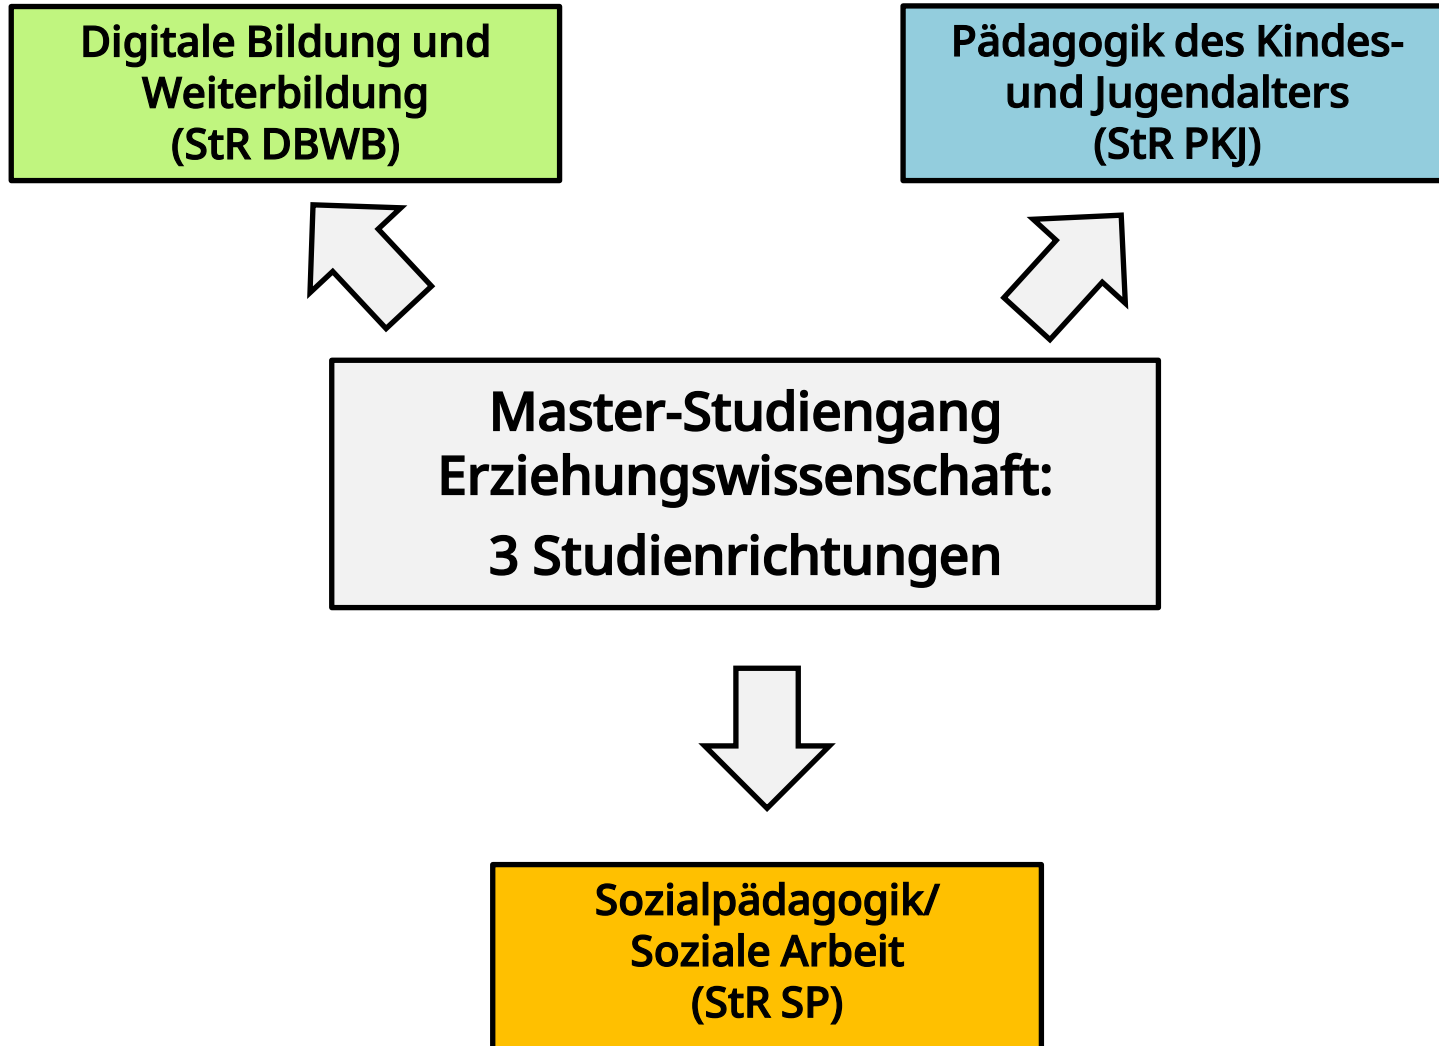 Digitale Bildung und
Weiterbildung
(StR DBWB)
Pädagogik des Kindes-
und Jugendalters
(StR PKJ)
Master-Studiengang
Erziehungswissenschaft:
3 Studienrichtungen
Sozialpädagogik/
Soziale Arbeit
(StR SP)